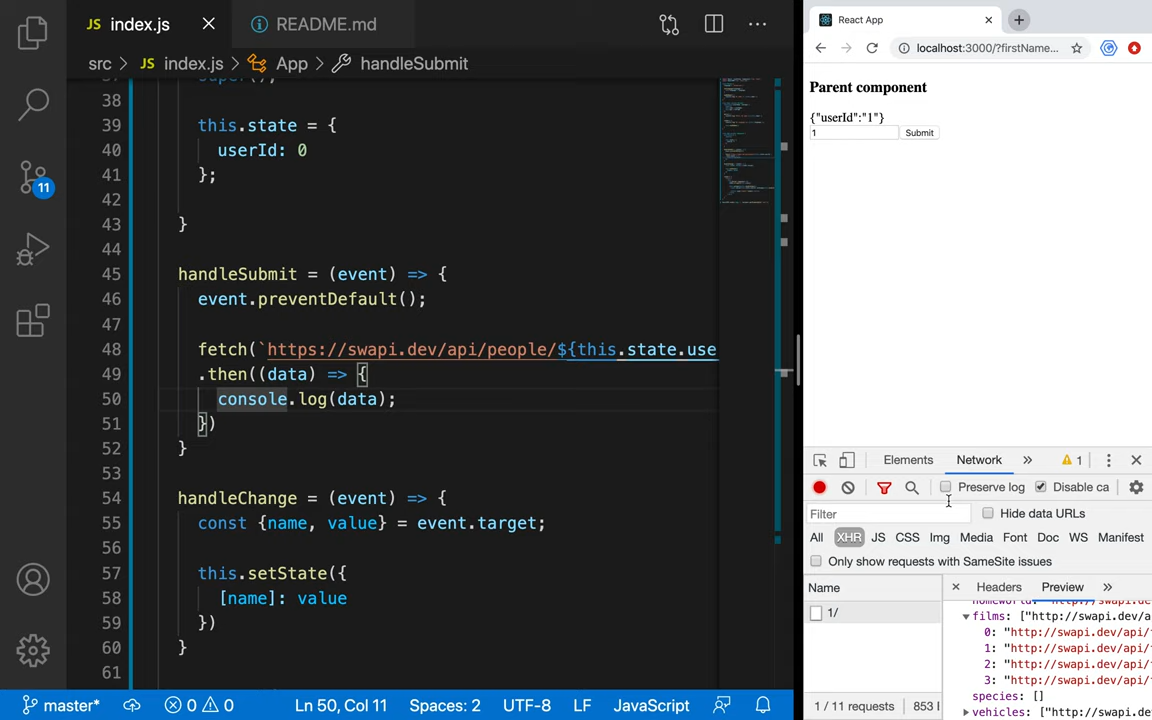 JS index.js
README.md
src > JS index.js > App > handleSubmit
37 super();
38
39 this.state = {
40 userId: 0
41 };
42
43 }
44
45 handleSubmit = (event) => {
46 event.preventDefault();
47
48 fetch(`https://swapi.dev/api/people/${this.state.use
49 .then((data) => {
50 console.log(data);
51 })
52 }
53
54 handleChange = (event) => {
55 const {name, value} = event.target;
56
57 this.setState({
58 [name]: value
59 })
60 }
61
11
master*
0 0
Ln 50, Col 11
Spaces: 2
UTF-8
LF
JavaScript
React App
localhost:3000/?firstName...
Parent component
{"userId":"1"}
1 Submit
Elements Network » 1
Preserve log Disable ca
Filter Hide data URLs
All XHR JS CSS Img Media Font Doc WS Manifest
Only show requests with SameSite issues
Name Headers Preview »
1/
films: ["http://swapi.dev/a
0: "http://swapi.dev/api/
1: "http://swapi.dev/api/
2: "http://swapi.dev/api/
3: "http://swapi.dev/api/
species: []
vehicles: ["http://swapi.d
1 / 11 requests 853